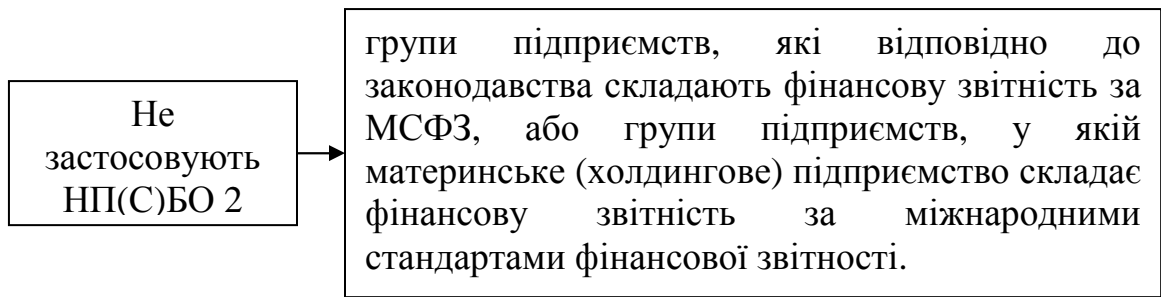 Не
застосовують
НП(С)БО 2
групи підприємств, які відповідно до
законодавства складають фінансову звітність за
МСФЗ, або групи підприємств, у якій
материнське (холдингове) підприємство складає
фінансову звітність за міжнародними
стандартами фінансової звітності.